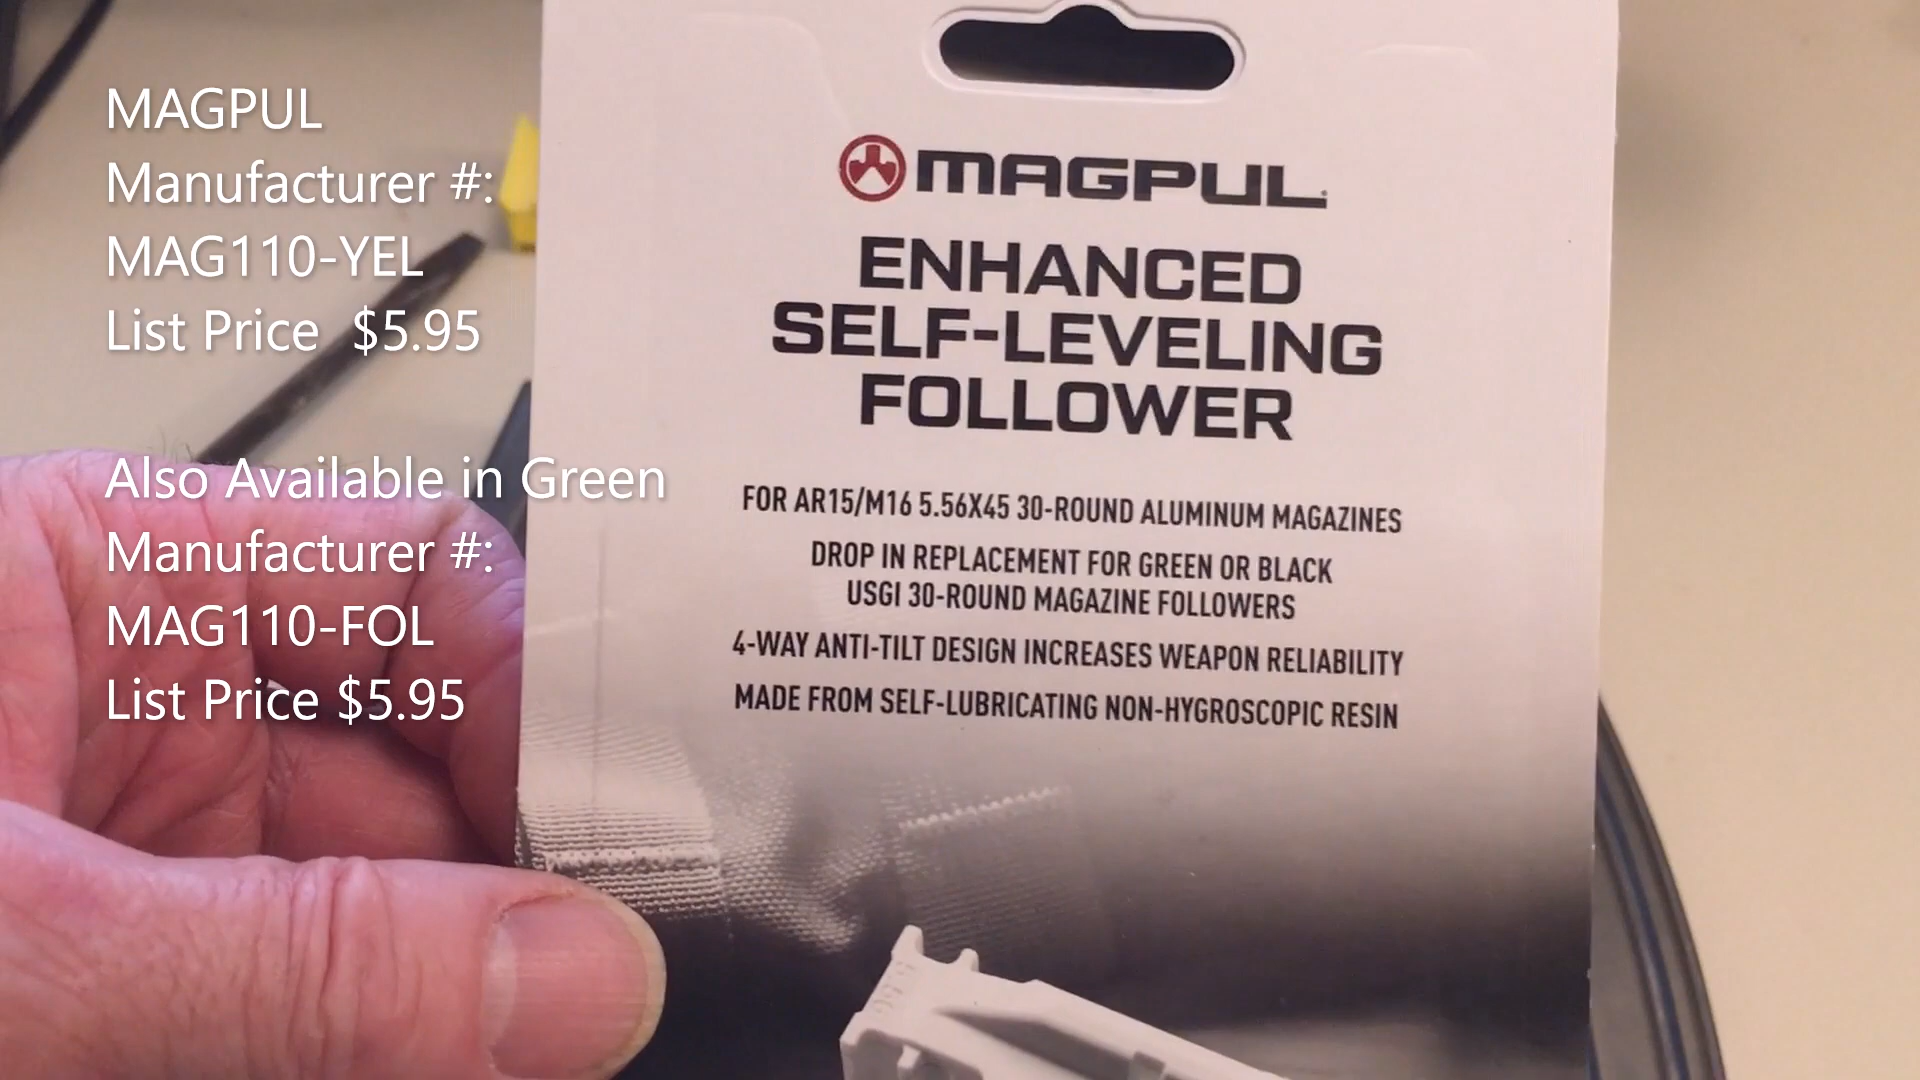 MAGPUL
Manufacturer #:
MAG110-YEL
List Price  $5.95
Also Available in Green
Manufacturer #:
MAG110-FOL
List Price $5.95
MAGPUL
ENHANCED
SELF-LEVELING
FOLLOWER
FOR AR15/M16 5.56X45 30-ROUND ALUMINUM MAGAZINES
DROP IN REPLACEMENT FOR GREEN OR BLACK
USGI 30-ROUND MAGAZINE FOLLOWERS
4-WAY ANTI-TILT DESIGN INCREASES WEAPON RELIABILITY
MADE FROM SELF-LUBRICATING NON-HYGROSCOPIC RESIN